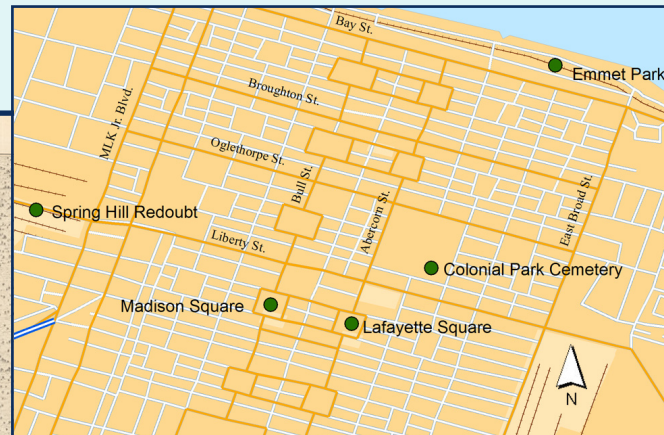 Bay St.
Emmet Park
MLK Jr. Blvd.
Broughton St.
Oglethorpe St.
Bull St.
Abercorn St.
East Broad St.
Spring Hill Redoubt
Liberty St.
Colonial Park Cemetery
Madison Square
Lafayette Square
N